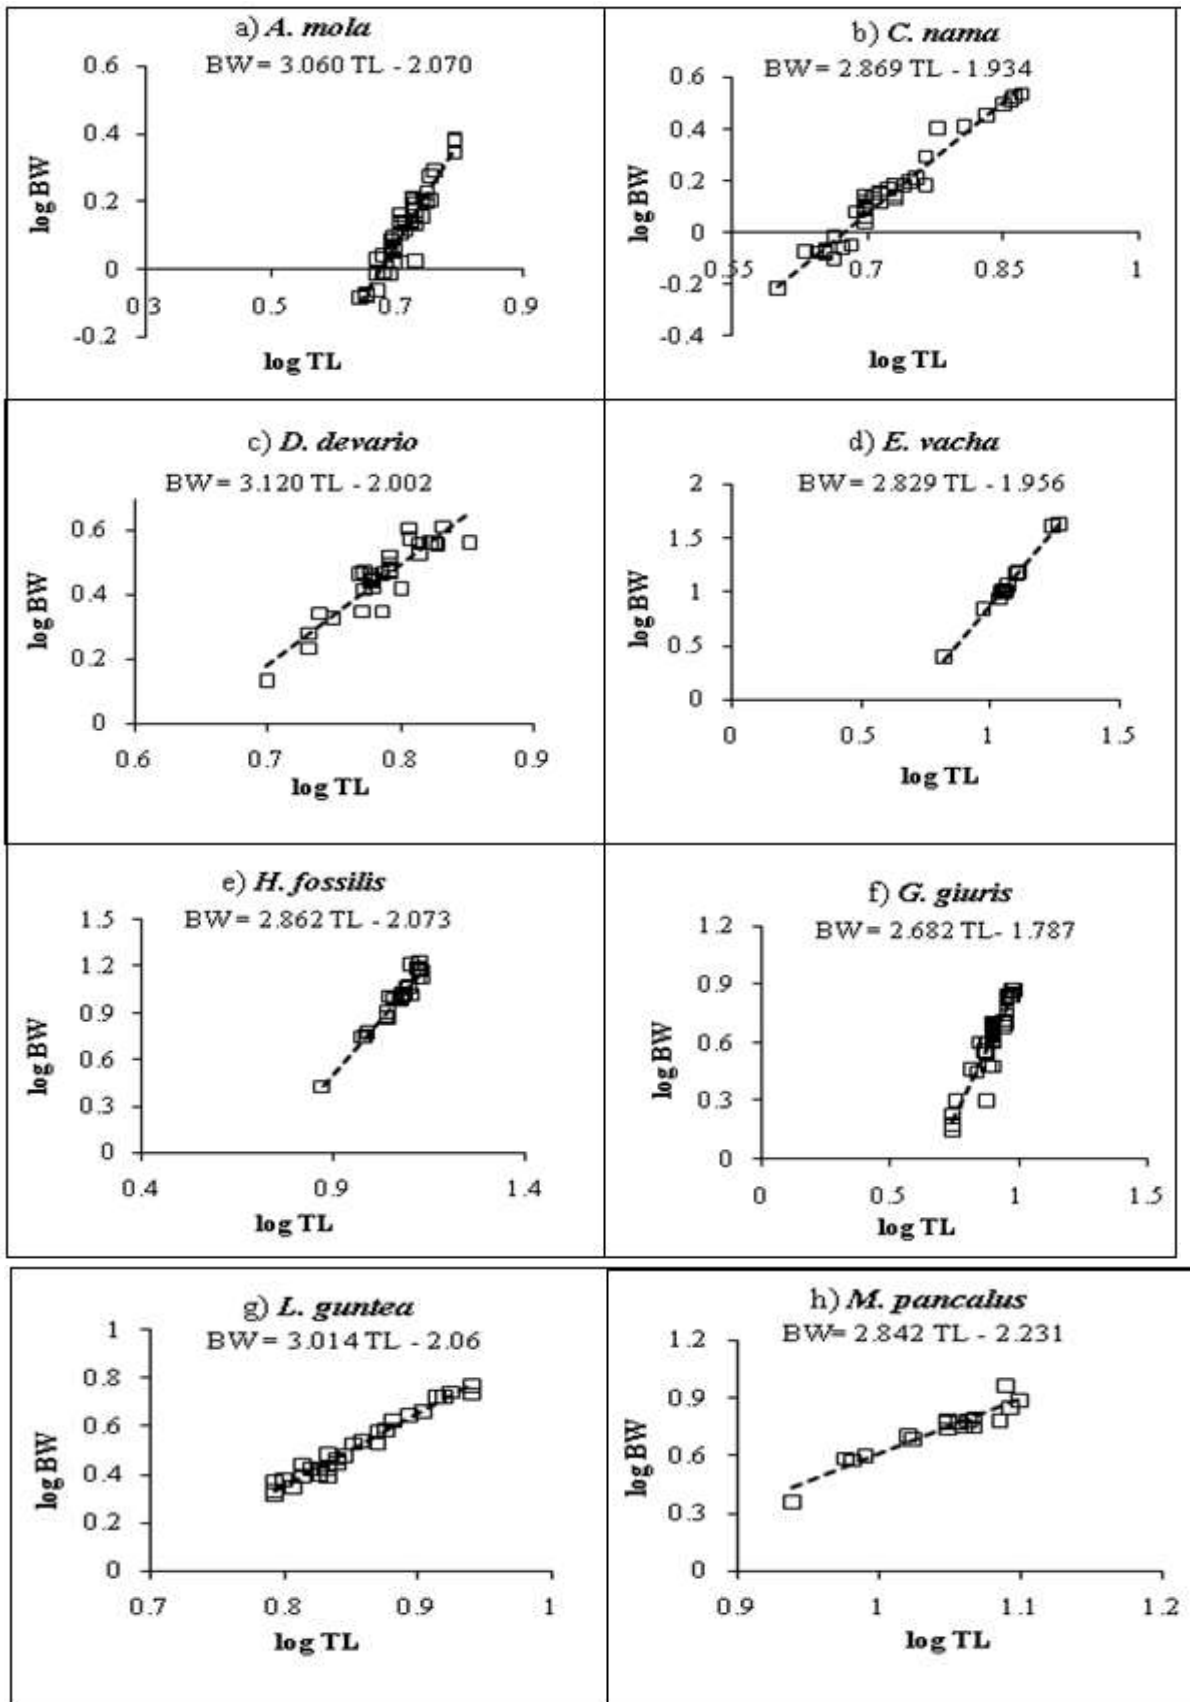 a) A. mola
BW = 3.060 TL - 2.070
0.6
0.4
0.2
0
-0.2
0.3
0.5
0.7
0.9
log BW
log TL
b) C. nama
BW = 2.869 TL - 1.934
0.6
0.4
0.2
0
-0.2
-0.4
0.55
0.7
0.85
1
log BW
log TL
c) D. devario
BW = 3.120 TL - 2.002
0.6
0.4
0.2
0
0.6
0.7
0.8
0.9
log BW
log TL
d) E. vacha
BW = 2.829 TL - 1.956
2
1.5
1
0.5
0
0
0.5
1
1.5
log BW
log TL
e) H. fossilis
BW = 2.862 TL - 2.073
1.5
1.2
0.9
0.6
0.3
0
0.4
0.9
1.4
log BW
log TL
f) G. giuris
BW = 2.682 TL- 1.787
1.2
0.9
0.6
0.3
0
0
0.5
1
1.5
log BW
log TL
g) L. guntea
BW = 3.014 TL - 2.06
1
0.8
0.6
0.4
0.2
0
0.7
0.8
0.9
1
log BW
log TL
h) M. pancalus
BW= 2.842 TL - 2.231
1.2
0.9
0.6
0.3
0
0.9
1
1.1
1.2
log BW
log TL